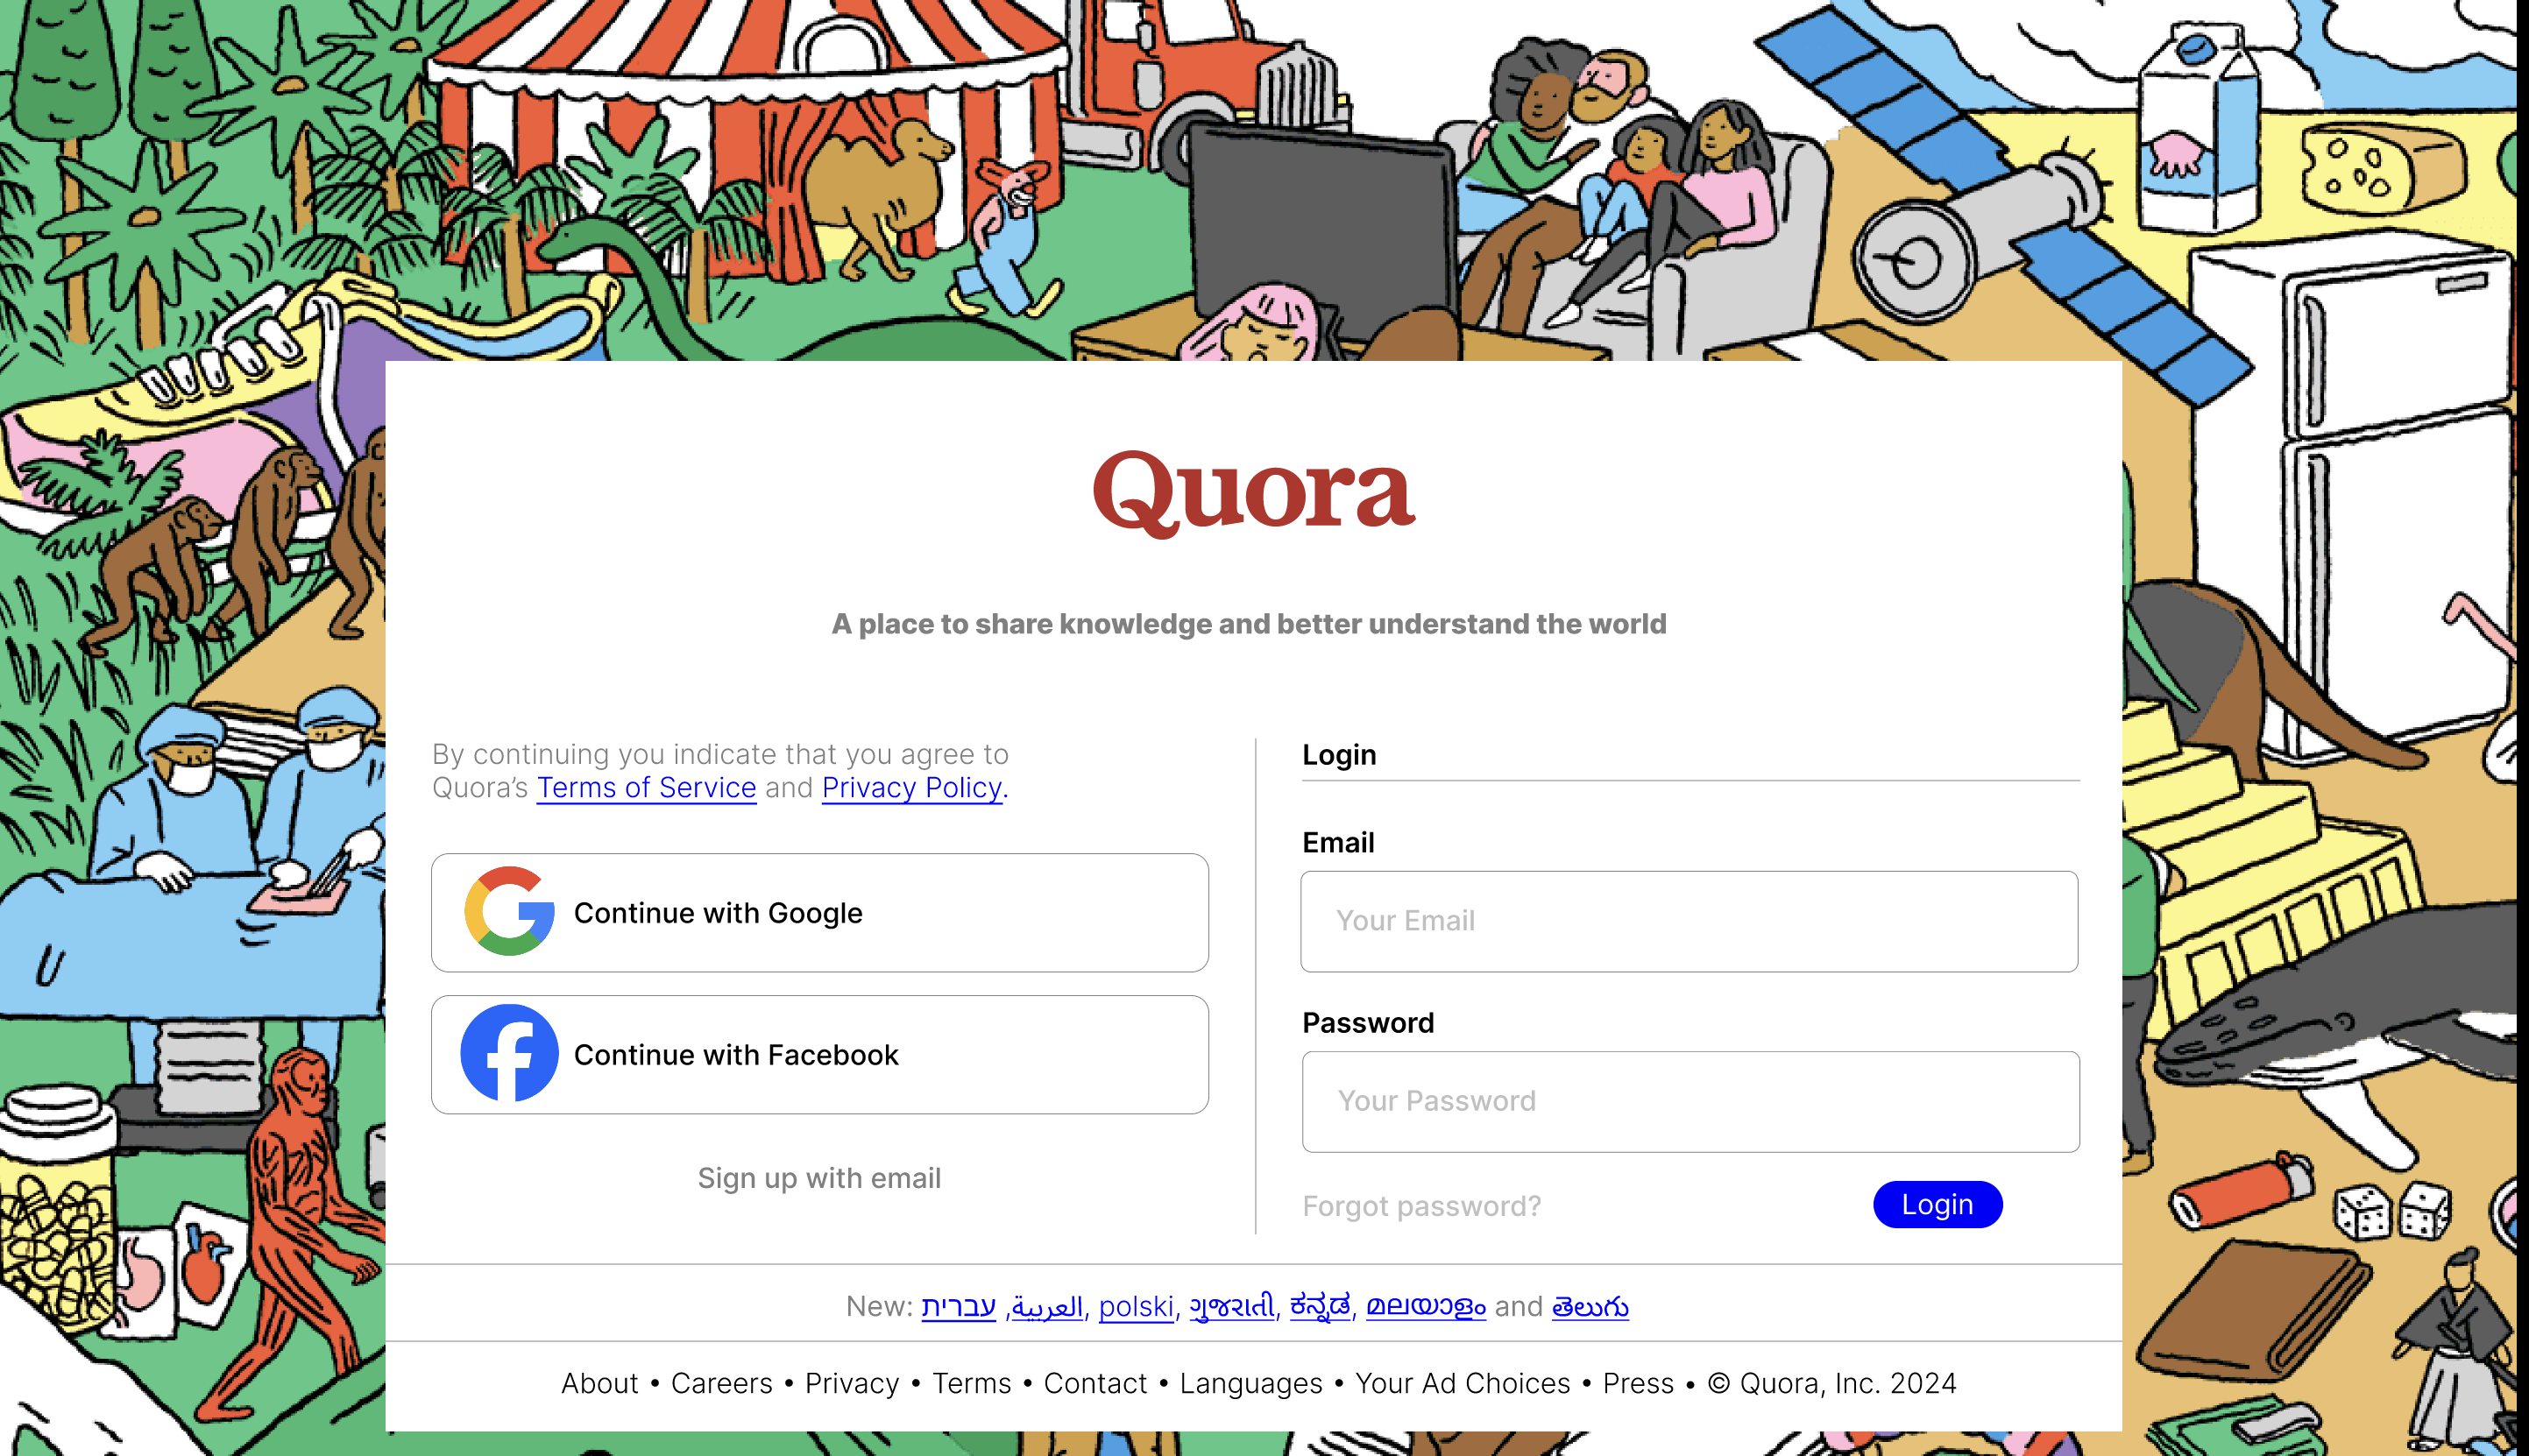 Quora
A place to share knowledge and better understand the world
By continuing you indicate that you agree to
Quora’s Terms of Service and Privacy Policy.
Continue with Google
Continue with Facebook
Sign up with email
Login
Email
Your Email
Password
Your Password
Forgot password?
Login
New: עברית, العربية, polski, ગુજરાતી, ಕನ್ನಡ, മലയാളം and తెలుగు
About • Careers • Privacy • Terms • Contact • Languages • Your Ad Choices • Press • © Quora, Inc. 2024